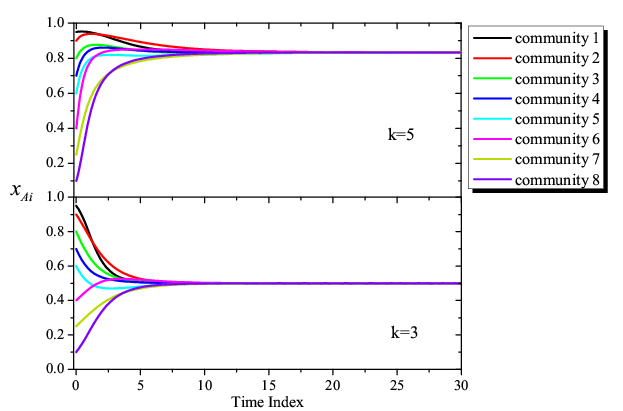 1.0
0.8
0.6
0.4
0.2
k=5
x_Ai
1.0
0.8
0.6
0.4
0.2
0.0
k=3
0 5 10 15 20 25 30
Time Index
community 1
community 2
community 3
community 4
community 5
community 6
community 7
community 8